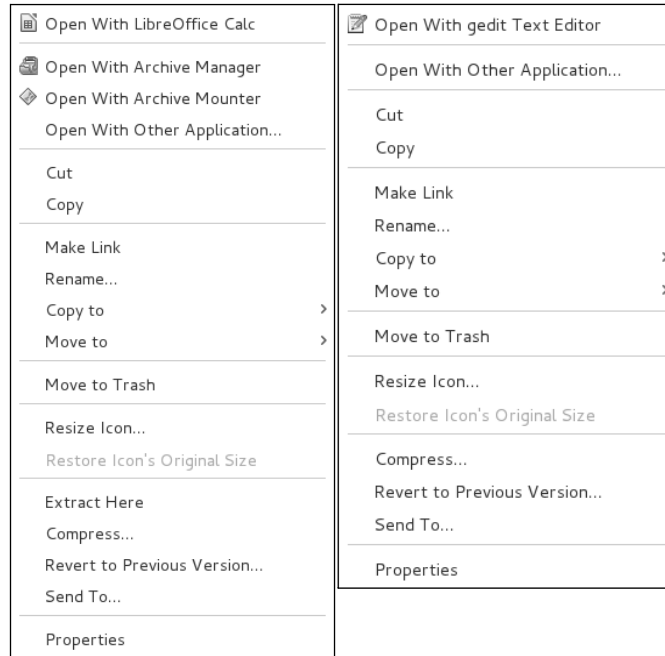 Open With LibreOffice Calc
Open With Archive Manager
Open With Archive Mounter
Open With Other Application...
Cut
Copy
Make Link
Rename...
Copy to
Move to
Move to Trash
Resize Icon...
Restore Icon's Original Size
Extract Here
Compress...
Revert to Previous Version...
Send To...
Properties
Open With gedit Text Editor
Open With Other Application...
Cut
Copy
Make Link
Rename...
Copy to
Move to
Move to Trash
Resize Icon...
Restore Icon's Original Size
Compress...
Revert to Previous Version...
Send To...
Properties